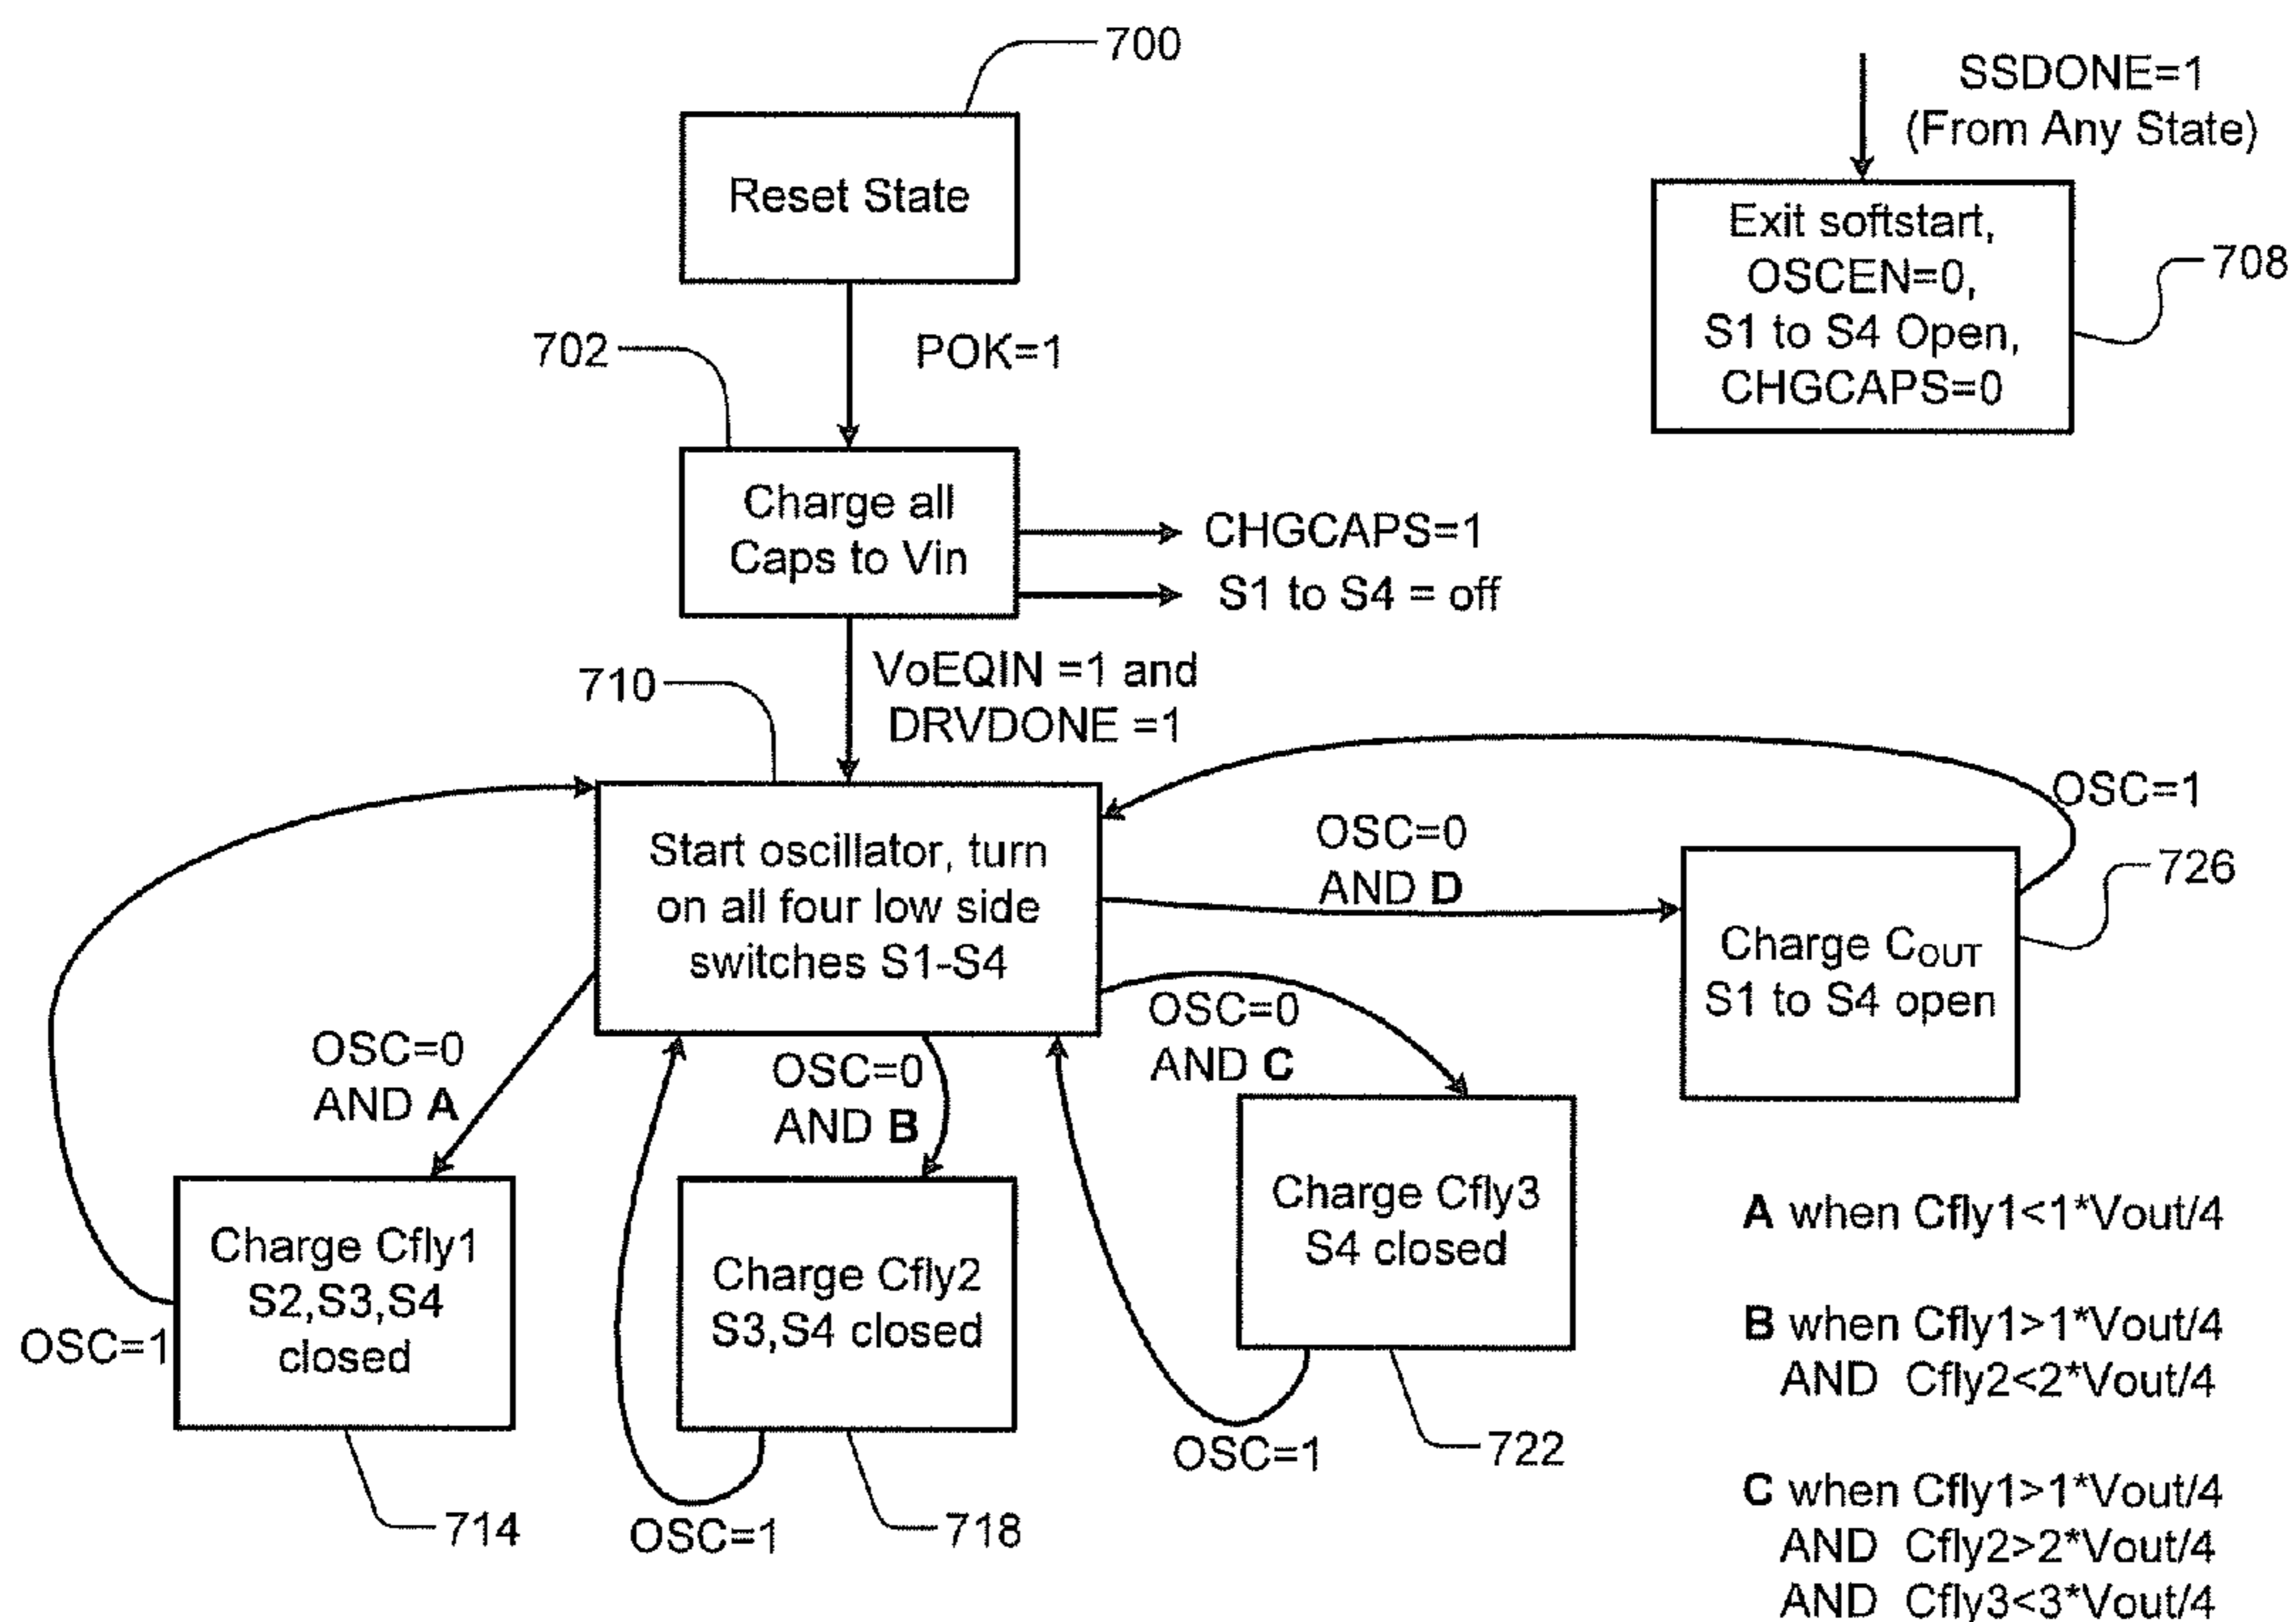 700
SSDONE=1
(From Any State)
Reset State
Exit softstart,
OSCEN=0,
S1 to S4 Open,
CHGCAPS=0
708
702
POK=1
Charge all
Caps to Vin
CHGCAPS=1
S1 to S4 = off
710
VoEQIN =1 and
DRVDONE =1
Start oscillator, turn
on all four low side
switches S1-S4
OSC=0
AND D
OSC=1
726
Charge COUT
S1 to S4 open
OSC=0
AND A
OSC=0
AND B
OSC=0
AND C
Charge Cfly1
S2,S3,S4
closed
OSC=1
714
Charge Cfly2
S3,S4 closed
OSC=1
718
Charge Cfly3
S4 closed
OSC=1
722
A when Cfly1<1*Vout/4
B when Cfly1>1*Vout/4
AND Cfly2<2*Vout/4
C when Cfly1>1*Vout/4
AND Cfly2>2*Vout/4
AND Cfly3<3*Vout/4